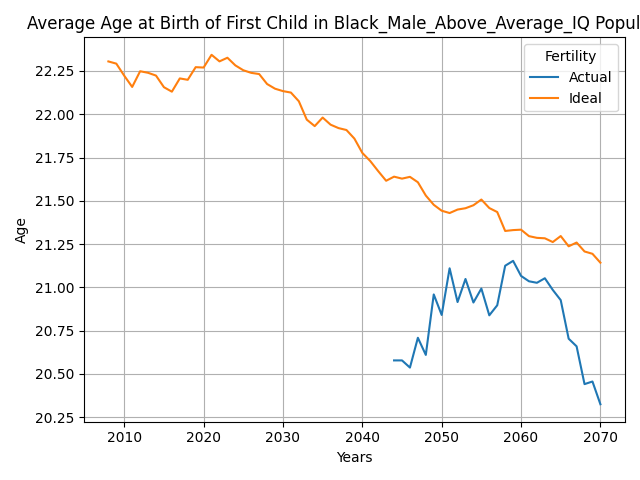 Average Age at Birth of First Child in Black_Male_Above_Average_IQ Popul
Fertility
Actual
Ideal
22.25
22.00
21.75
21.50
21.25
21.00
20.75
20.50
20.25
Age
2010 2020 2030 2040 2050 2060 2070
Years